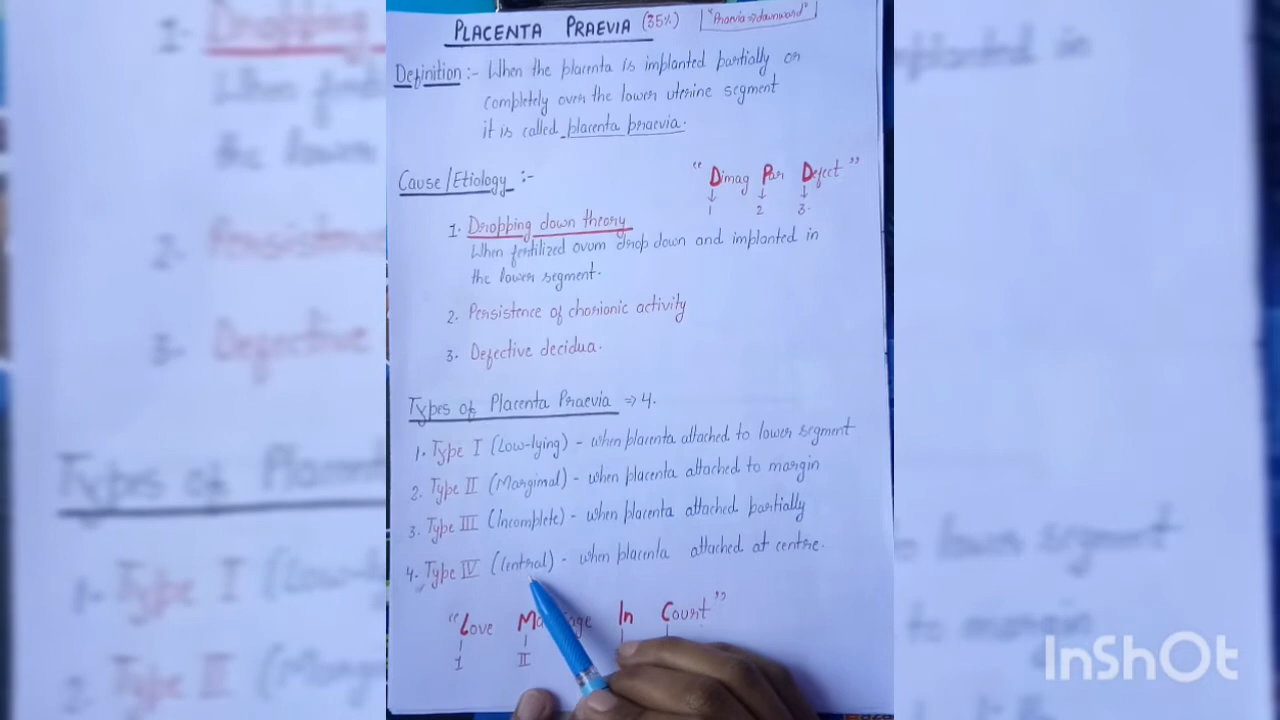 PLACENTA PRAEVIA (35%) "Praevia ⇒ downward"
Definition :- When the placenta is implanted partially or
completely over the lower uterine segment
it is called placenta praevia.
Cause/Etiology :-
"Dimag Par Defect"
↓ ↓ ↓
1 2 3.
1. Dropping down theory
When fertilized ovum drop down and implanted in
the lower segment.
2. Persistence of chorionic activity
3. Defective decidua.
Types of Placenta Praevia ⇒ 4.
1. Type I (Low-lying) - when placenta attached to lower segment
2. Type II (Marginal) - when placenta attached to margin
3. Type III (Incomplete) - when placenta attached partially
4. Type IV (Central) - when placenta attached at centre.
"Love In Court"
1 II
InShOt